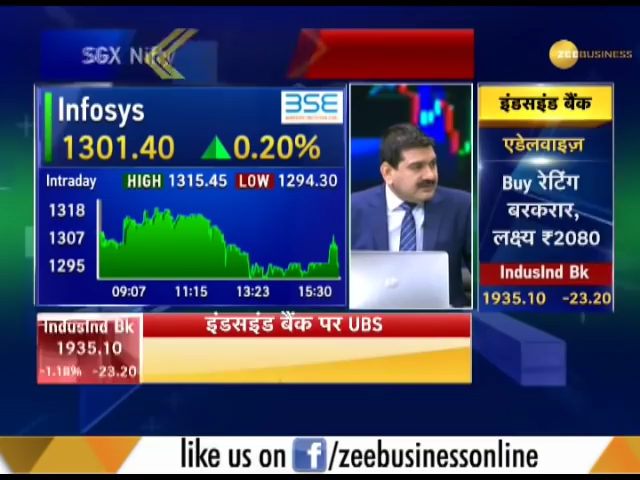 SGX Nifty
ZEE BUSINESS
Infosys
BSE
1301.40 0.20%
Intraday HIGH 1315.45 LOW 1294.30
1318
1307
1295
09:07 11:15 13:23 15:30
इंडसइंड बैंक
एडेलवाइज़
Buy रेटिंग
बरकरार,
लक्ष्य ₹2080
IndusInd Bk
1935.10 -23.20
IndusInd Bk
1935.10
-1.18% -23.20
इंडसइंड बैंक पर UBS
like us on f/zeebusinessonline